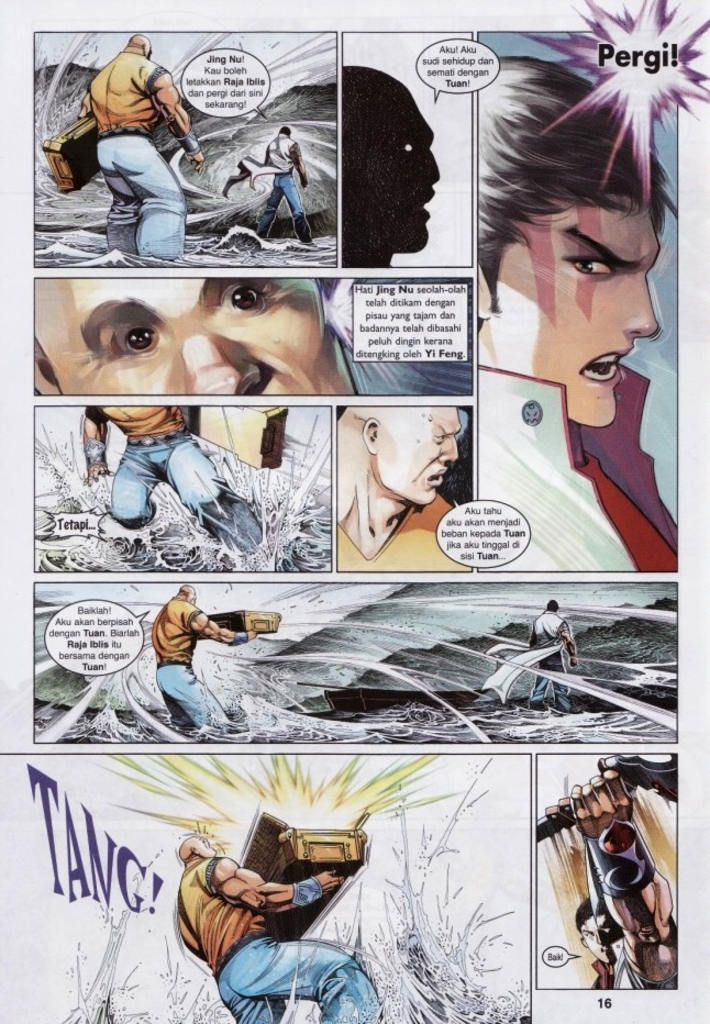 Jing Nu!
Kau boleh
letakkan Raja Iblis
dan pergi dari sini
sekarang!
Aku! Aku
sudi sehidup dan
semati dengan
Tuan!
Pergi!
Hati Jing Nu seolah-olah
telah ditikam dengan
pisau yang tajam dan
badannya telah dibasahi
peluh dingin kerana
ditengking oleh Yi Feng.
Tetapi...
Aku tahu
aku akan menjadi
beban kepada Tuan
jika aku tinggal di
sisi Tuan...
Baiklah!
Aku akan berpisah
dengan Tuan. Biarlah
Raja Iblis itu
bersama dengan
Tuan!
TANG!
Baik!
16